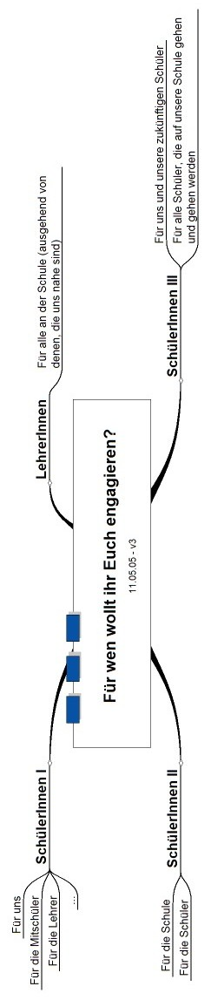 Für wen wollt ihr Euch engagieren?
11.05.05 - v3
SchülerInnen I
Für uns
Für die Mitschüler
Für die Lehrer
...
SchülerInnen II
Für die Schule
Für die Schüler
LehrerInnen
Für alle an der Schule (ausgehend von
denen, die uns nahe sind)
SchülerInnen III
Für uns und unsere zukünftigen Schüler
Für alle Schüler, die auf unsere Schule gehen
und gehen werden